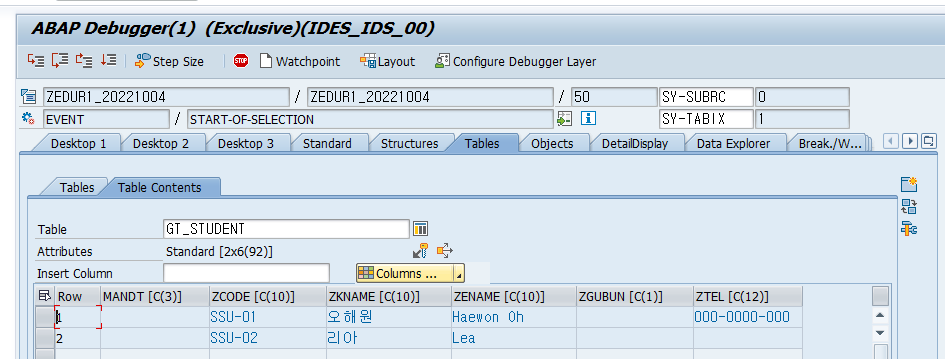 ABAP Debugger(1) (Exclusive)(IDES_IDS_00)
Step Size STOP Watchpoint Layout Configure Debugger Layer
ZEDUR1_20221004 / ZEDUR1_20221004 / 50 SY-SUBRC 0
EVENT / START-OF-SELECTION SY-TABIX 1
Desktop 1 Desktop 2 Desktop 3 Standard Structures Tables Objects DetailDisplay Data Explorer Break./W...
Tables Table Contents
Table GT_STUDENT
Attributes Standard [2x6(92)]
Insert Column Columns ...
Row MANDT [C(3)] ZCODE [C(10)] ZKNAME [C(10)] ZENAME [C(10)] ZGUBUN [C(1)] ZTEL [C(12)]
1 SSU-01 오해원 Haewon Oh 000-0000-000
2 SSU-02 리아 Lea